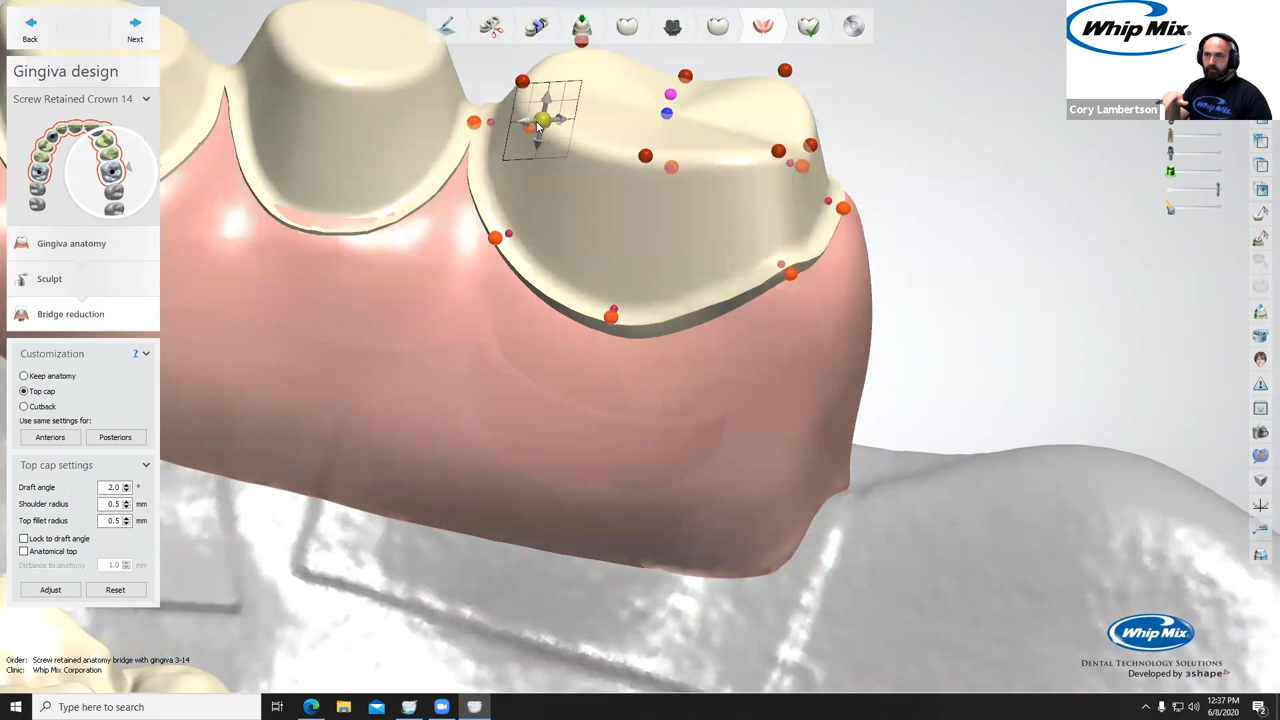 Back
Next
Gingiva design
Screw Retained Crown 14
Gingiva anatomy
Sculpt
Bridge reduction
Customization
?
Keep anatomy
Top cap
Cutback
Use same settings for:
Anteriors
Posteriors
Top cap settings
Draft angle 2.0 °
Shoulder radius 0.5 mm
Top fillet radius 0.5 mm
Lock to draft angle
Anatomical top
Distance to anatomy 1.0 mm
Adjust
Reset
Order: Screw retained anatomy bridge with gingiva 3-14
Clinic: Whip Mix Corporation
Whip Mix®
Cory Lambertson
Whip Mix.
DENTAL TECHNOLOGY SOLUTIONS
Developed by 3shape
Type here to search
12:37 PM
6/8/2020
2